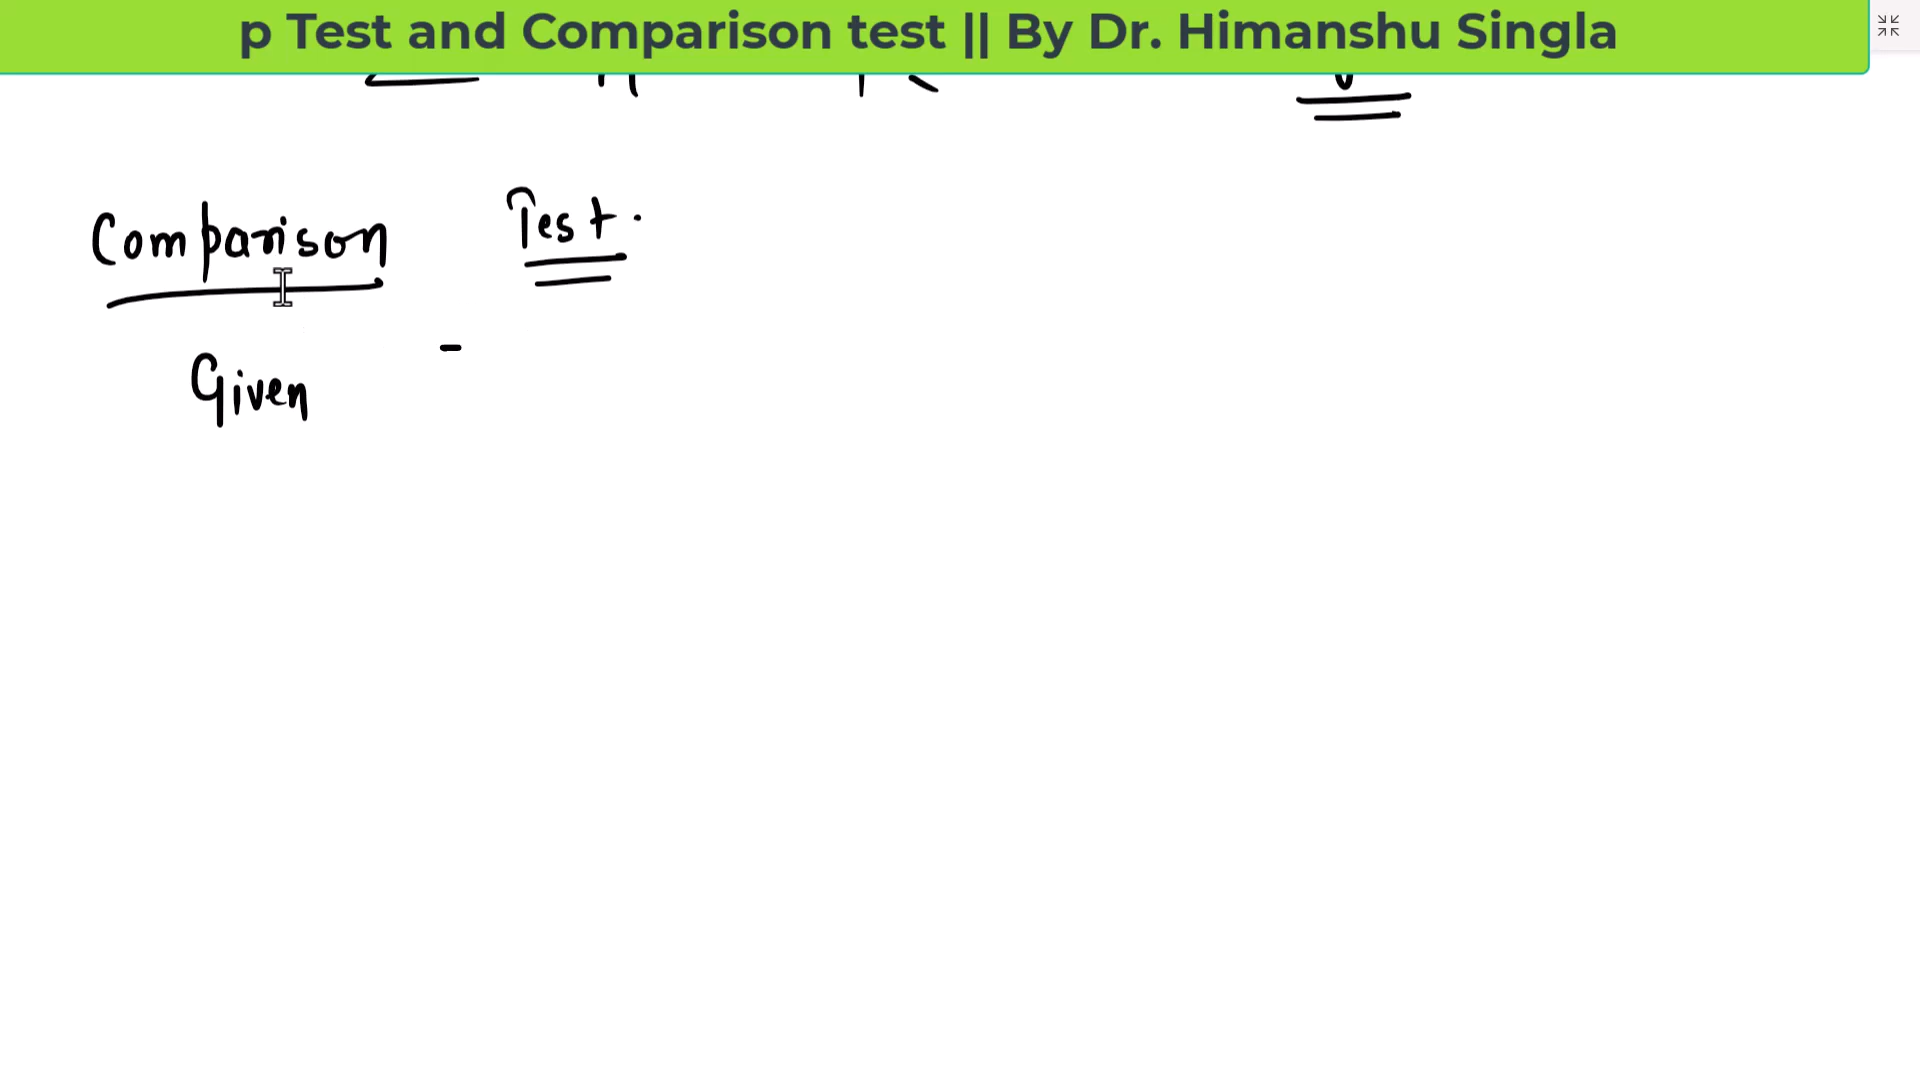 p Test and Comparison test || By Dr. Himanshu Singla
Comparison Test.
Given